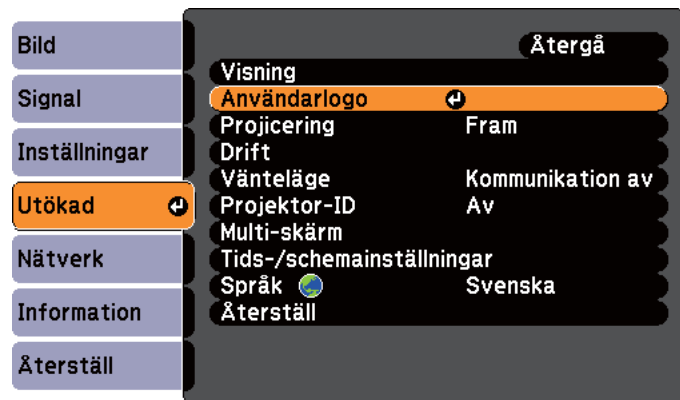 Bild
Signal
Inställningar
Utökad
Nätverk
Information
Återställ
Återgå
Visning
Användarlogo
Projicering Fram
Drift
Vänteläge Kommunikation av
Projektor-ID Av
Multi-skärm
Tids-/schemainställningar
Språk Svenska
Återställ